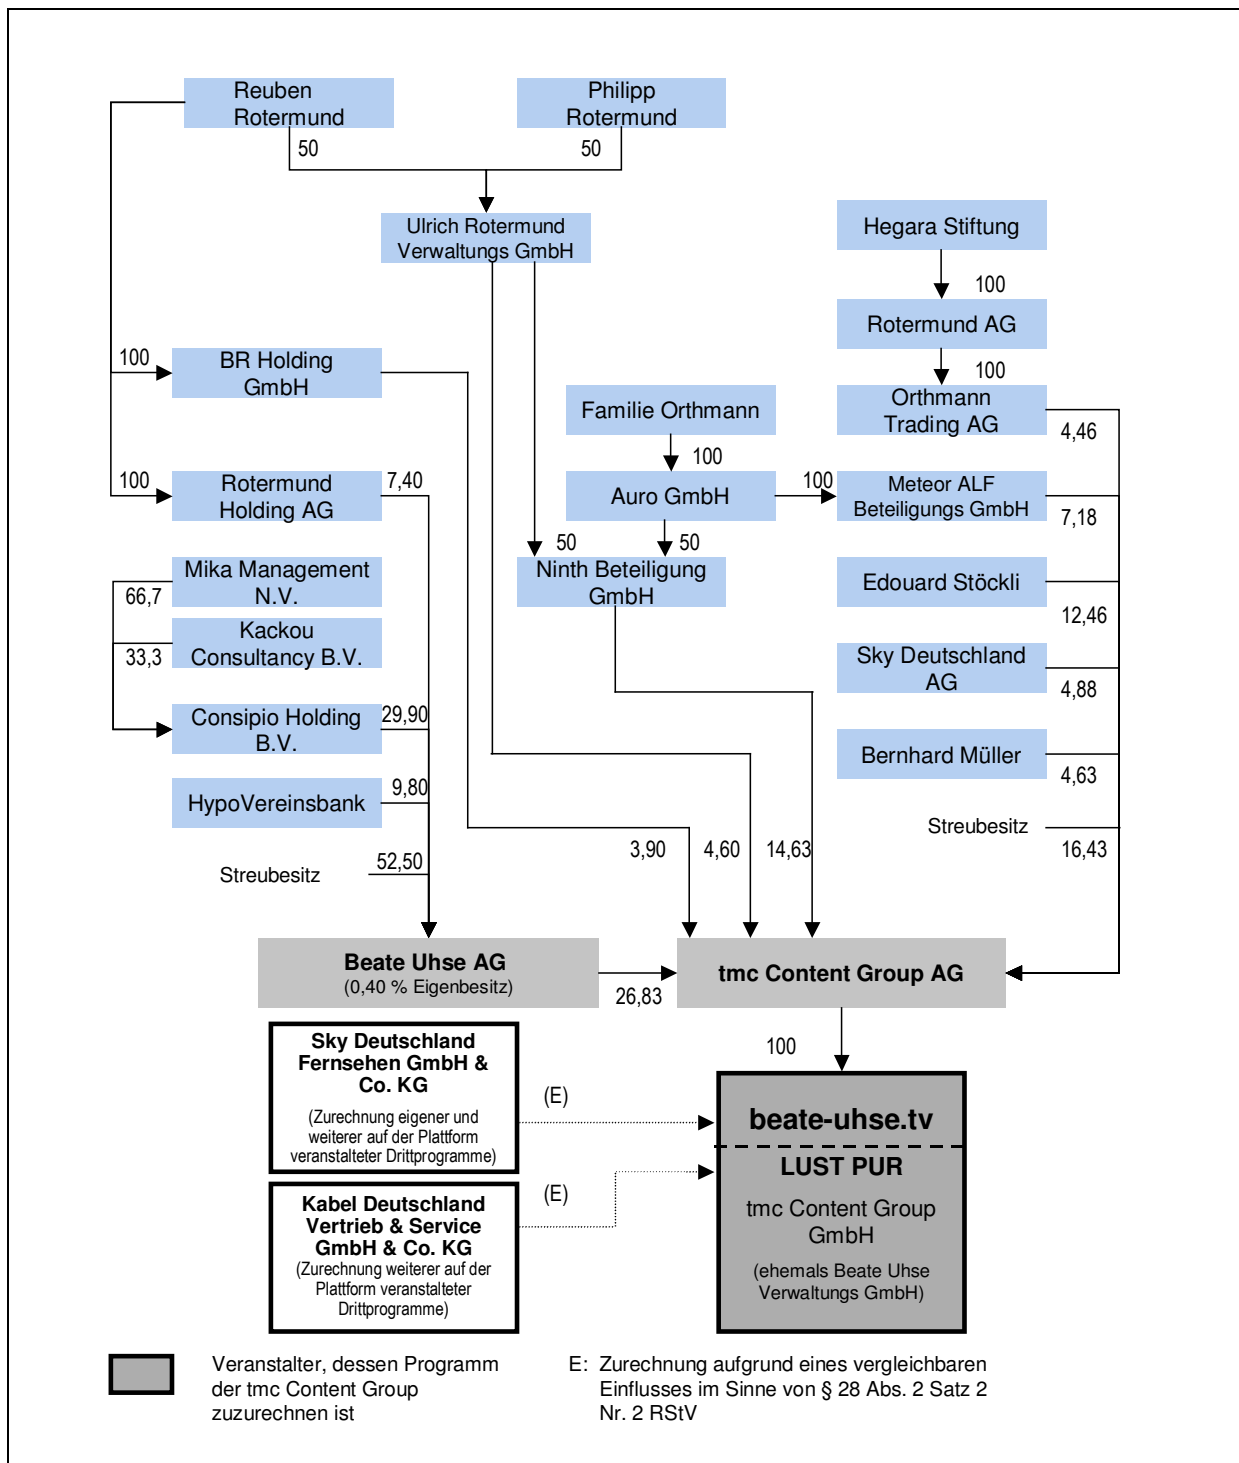 Reuben
Rotermund
Philipp
Rotermund
50
50
Ulrich Rotermund
Verwaltungs GmbH
Hegara Stiftung
100
Rotermund AG
100
100
BR Holding
GmbH
Familie Orthmann
Orthmann
Trading AG
4,46
100
100
Rotermund
Holding AG
7,40
Auro GmbH
100
Meteor ALF
Beteiligungs GmbH
7,18
50
50
Mika Management
N.V.
66,7
Ninth Beteiligung
GmbH
Edouard Stöckli
12,46
Kackou
Consultancy B.V.
33,3
Sky Deutschland
AG
4,88
Consipio Holding
B.V.
29,90
Bernhard Müller
4,63
HypoVereinsbank
9,80
Streubesitz
16,43
3,90
4,60
14,63
Streubesitz
52,50
Beate Uhse AG
(0,40 % Eigenbesitz)
26,83
tmc Content Group AG
100
Sky Deutschland
Fernsehen GmbH &
Co. KG
(Zurechnung eigener und
weiterer auf der Plattform
veranstalteter Drittprogramme)
(E)
beate-uhse.tv
LUST PUR
tmc Content Group
GmbH
(ehemals Beate Uhse
Verwaltungs GmbH)
Kabel Deutschland
Vertrieb & Service
GmbH & Co. KG
(Zurechnung weiterer auf der
Plattform veranstalteter
Drittprogramme)
(E)
Veranstalter, dessen Programm
der tmc Content Group
zuzurechnen ist
E: Zurechnung aufgrund eines vergleichbaren
Einflusses im Sinne von § 28 Abs. 2 Satz 2
Nr. 2 RStV